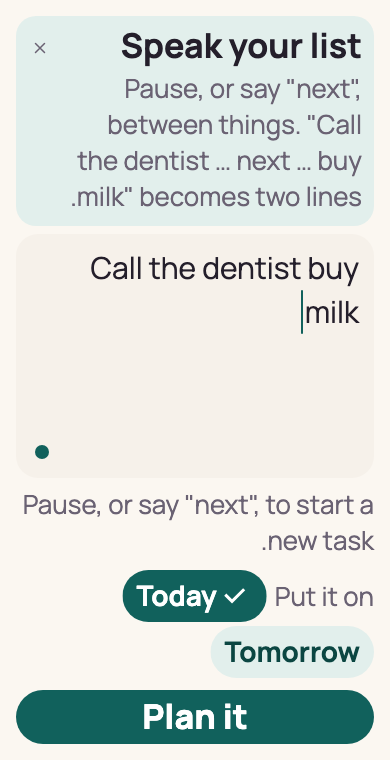 Speak your list
Pause, or say "next",
between things. "Call
the dentist … next … buy
.milk" becomes two lines
Call the dentist buy
milk
Pause, or say "next", to start a
.new task
Put it on
Today ✓
Tomorrow
Plan it